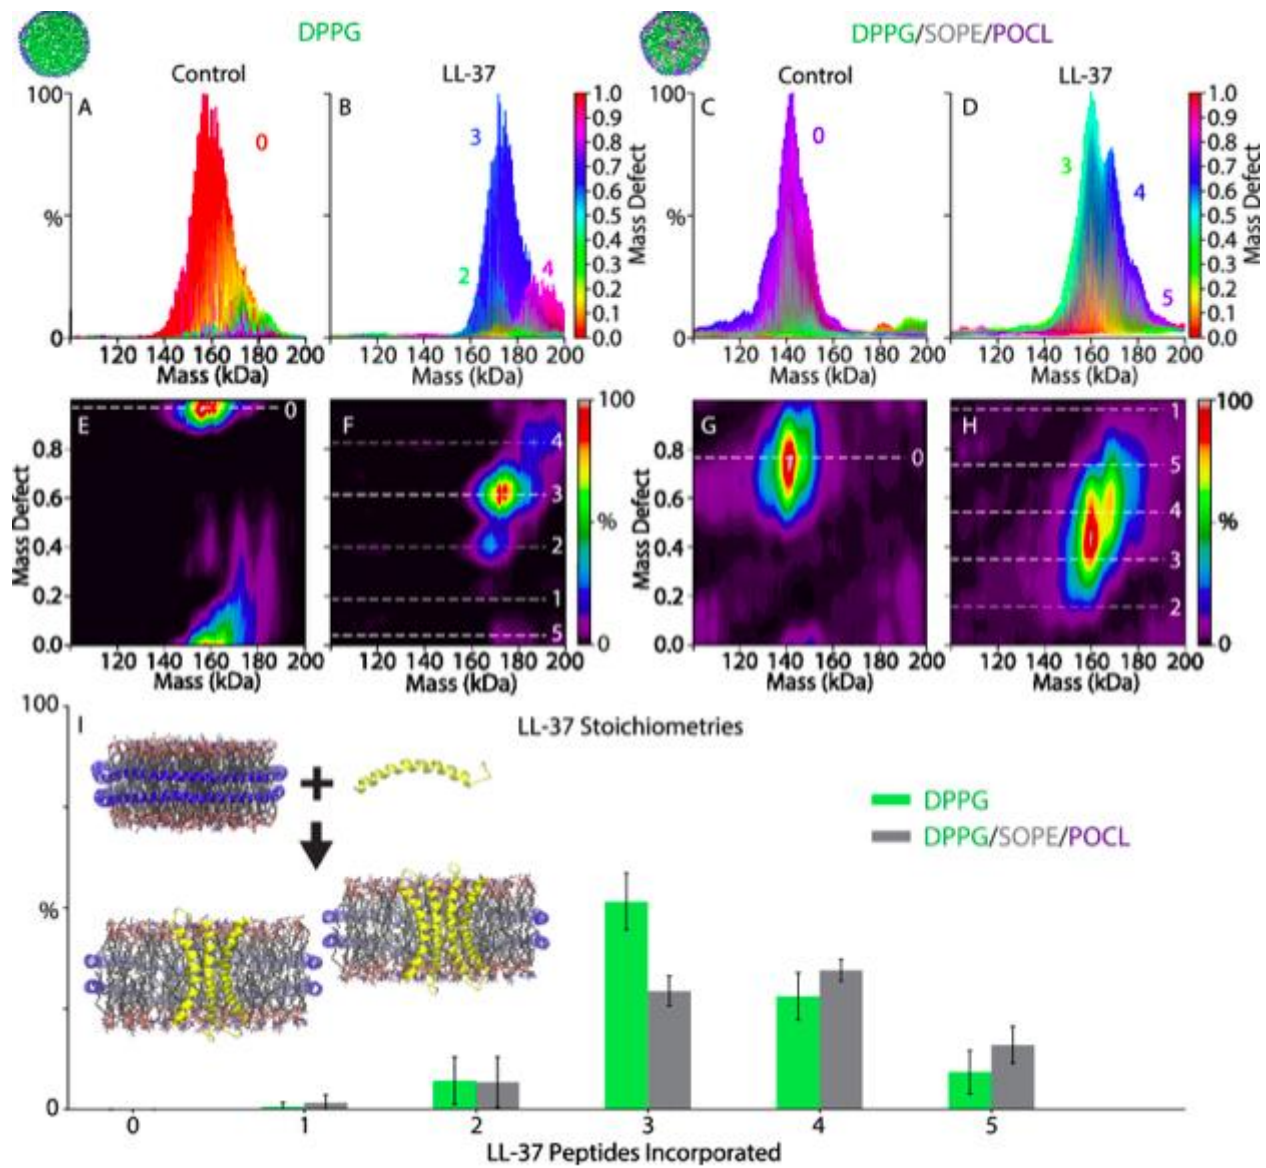 DPPG
DPPG/SOPE/POCL
Control
LL-37
Control
LL-37
100
%
0
A
0
B
3
2
4
1.0
0.9
0.8
0.7
0.6
0.5
0.4
0.3
0.2
0.1
0.0
Mass Defect
C
0
D
3
4
5
1.0
0.9
0.8
0.7
0.6
0.5
0.4
0.3
0.2
0.1
0.0
Mass Defect
120 140 160 180 200
Mass (kDa)
120 140 160 180 200
Mass (kDa)
120 140 160 180 200
Mass (kDa)
120 140 160 180 200
Mass (kDa)
Mass Defect
0.8
0.6
0.4
0.2
0.0
E
0
F
4
3
2
1
5
100
%
0
Mass Defect
0.8
0.6
0.4
0.2
0.0
G
0
H
1
5
4
3
2
100
%
0
120 140 160 180 200
Mass (kDa)
120 140 160 180 200
Mass (kDa)
120 140 160 180 200
Mass (kDa)
120 140 160 180 200
Mass (kDa)
100
%
0
I
LL-37 Stoichiometries
DPPG
DPPG/SOPE/POCL
0 1 2 3 4 5
LL-37 Peptides Incorporated